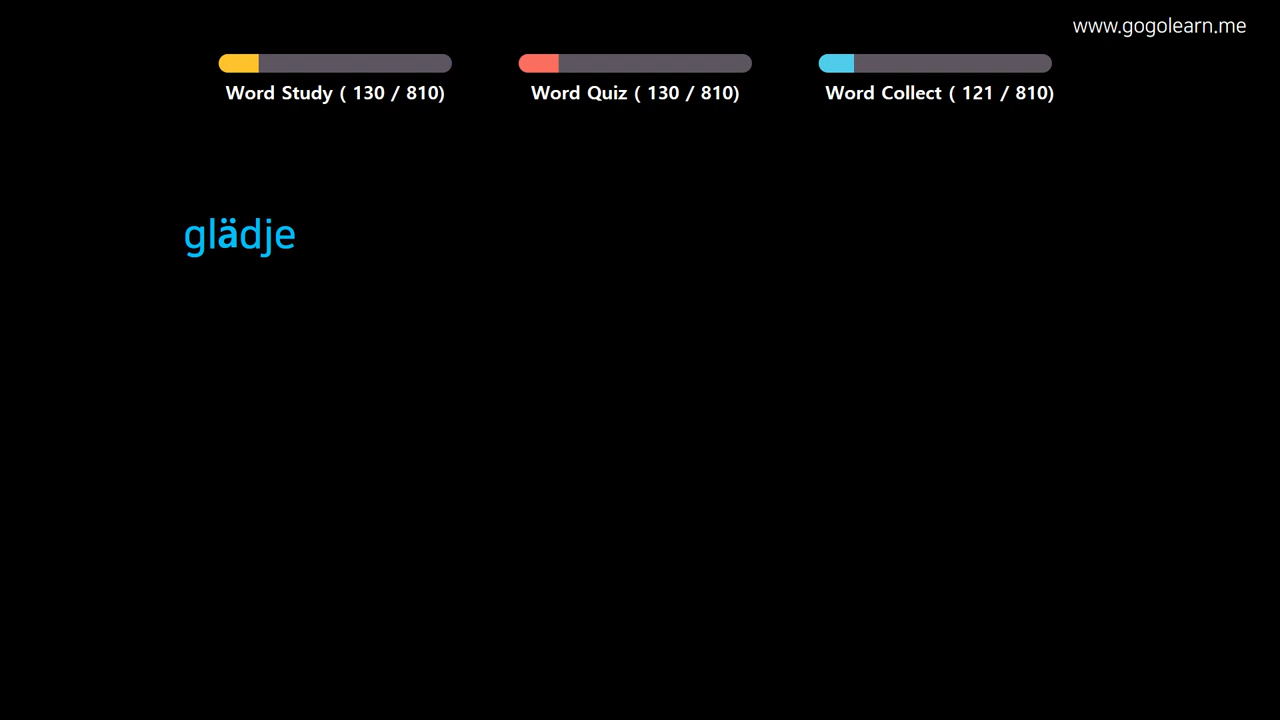 www.gogolearn.me
Word Study ( 130 / 810)
Word Quiz ( 130 / 810)
Word Collect ( 121 / 810)
glädje